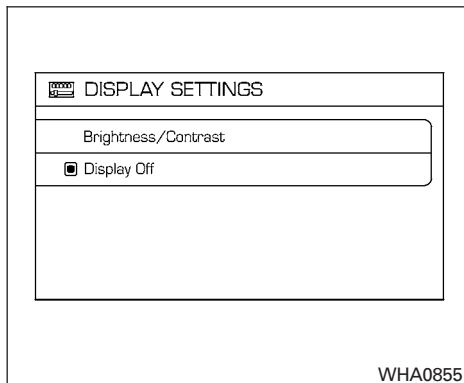 DISPLAY SETTINGS
Brightness/Contrast
Display Off
WHA0855